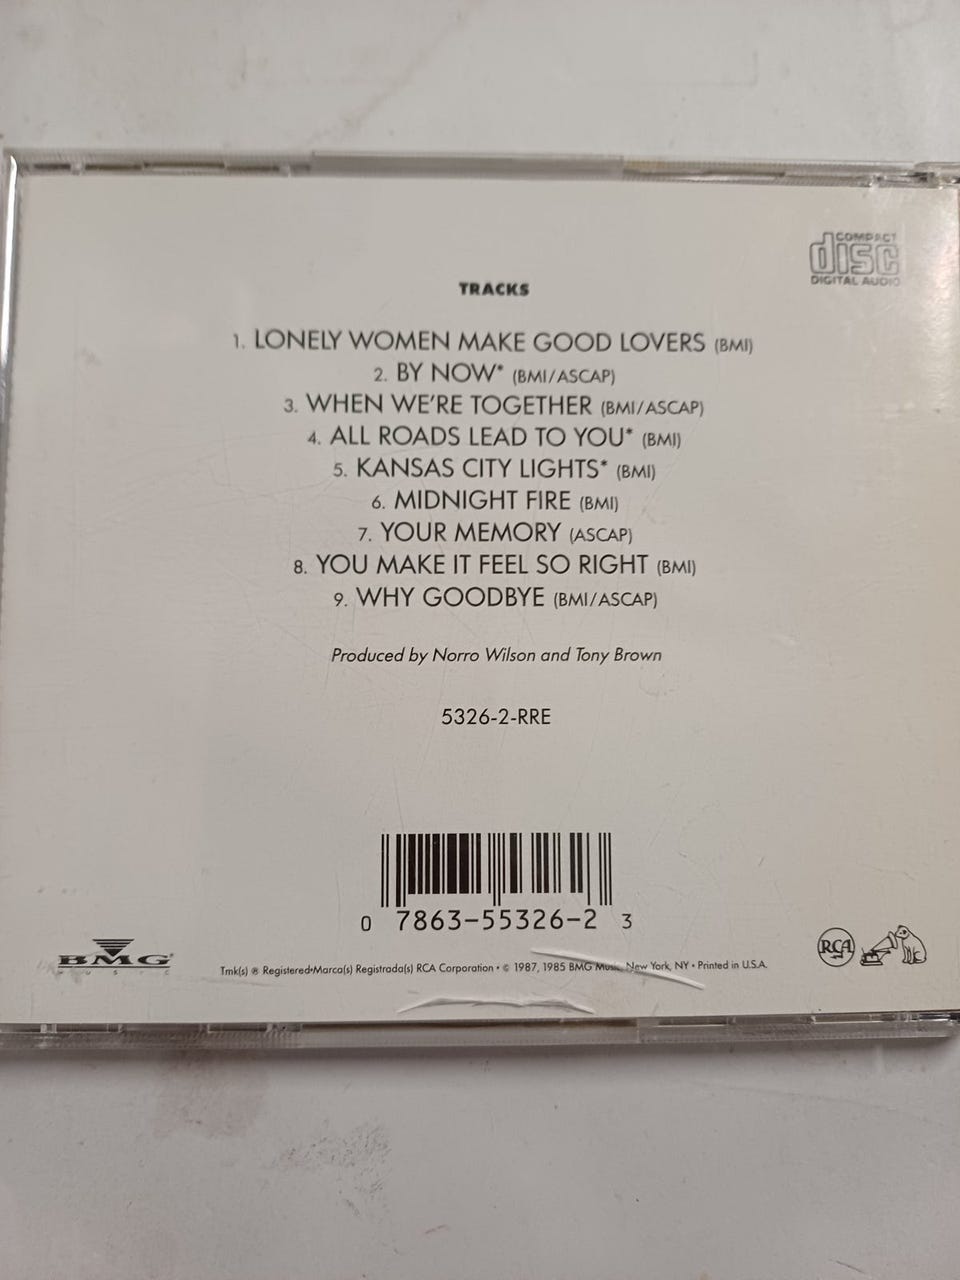 COMPACT
disc
DIGITAL AUDIO
TRACKS
1. LONELY WOMEN MAKE GOOD LOVERS (BMI)
2. BY NOW* (BMI/ASCAP)
3. WHEN WE'RE TOGETHER (BMI/ASCAP)
4. ALL ROADS LEAD TO YOU* (BMI)
5. KANSAS CITY LIGHTS* (BMI)
6. MIDNIGHT FIRE (BMI)
7. YOUR MEMORY (ASCAP)
8. YOU MAKE IT FEEL SO RIGHT (BMI)
9. WHY GOODBYE (BMI/ASCAP)
Produced by Norro Wilson and Tony Brown
5326-2-RRE
0 7863-55326-2 3
BMG
MUSIC
Tmk(s) ® Registered•Marca(s) Registrada(s) RCA Corporation • © 1987, 1985 BMG Music, New York, NY • Printed in U.S.A.
RCA